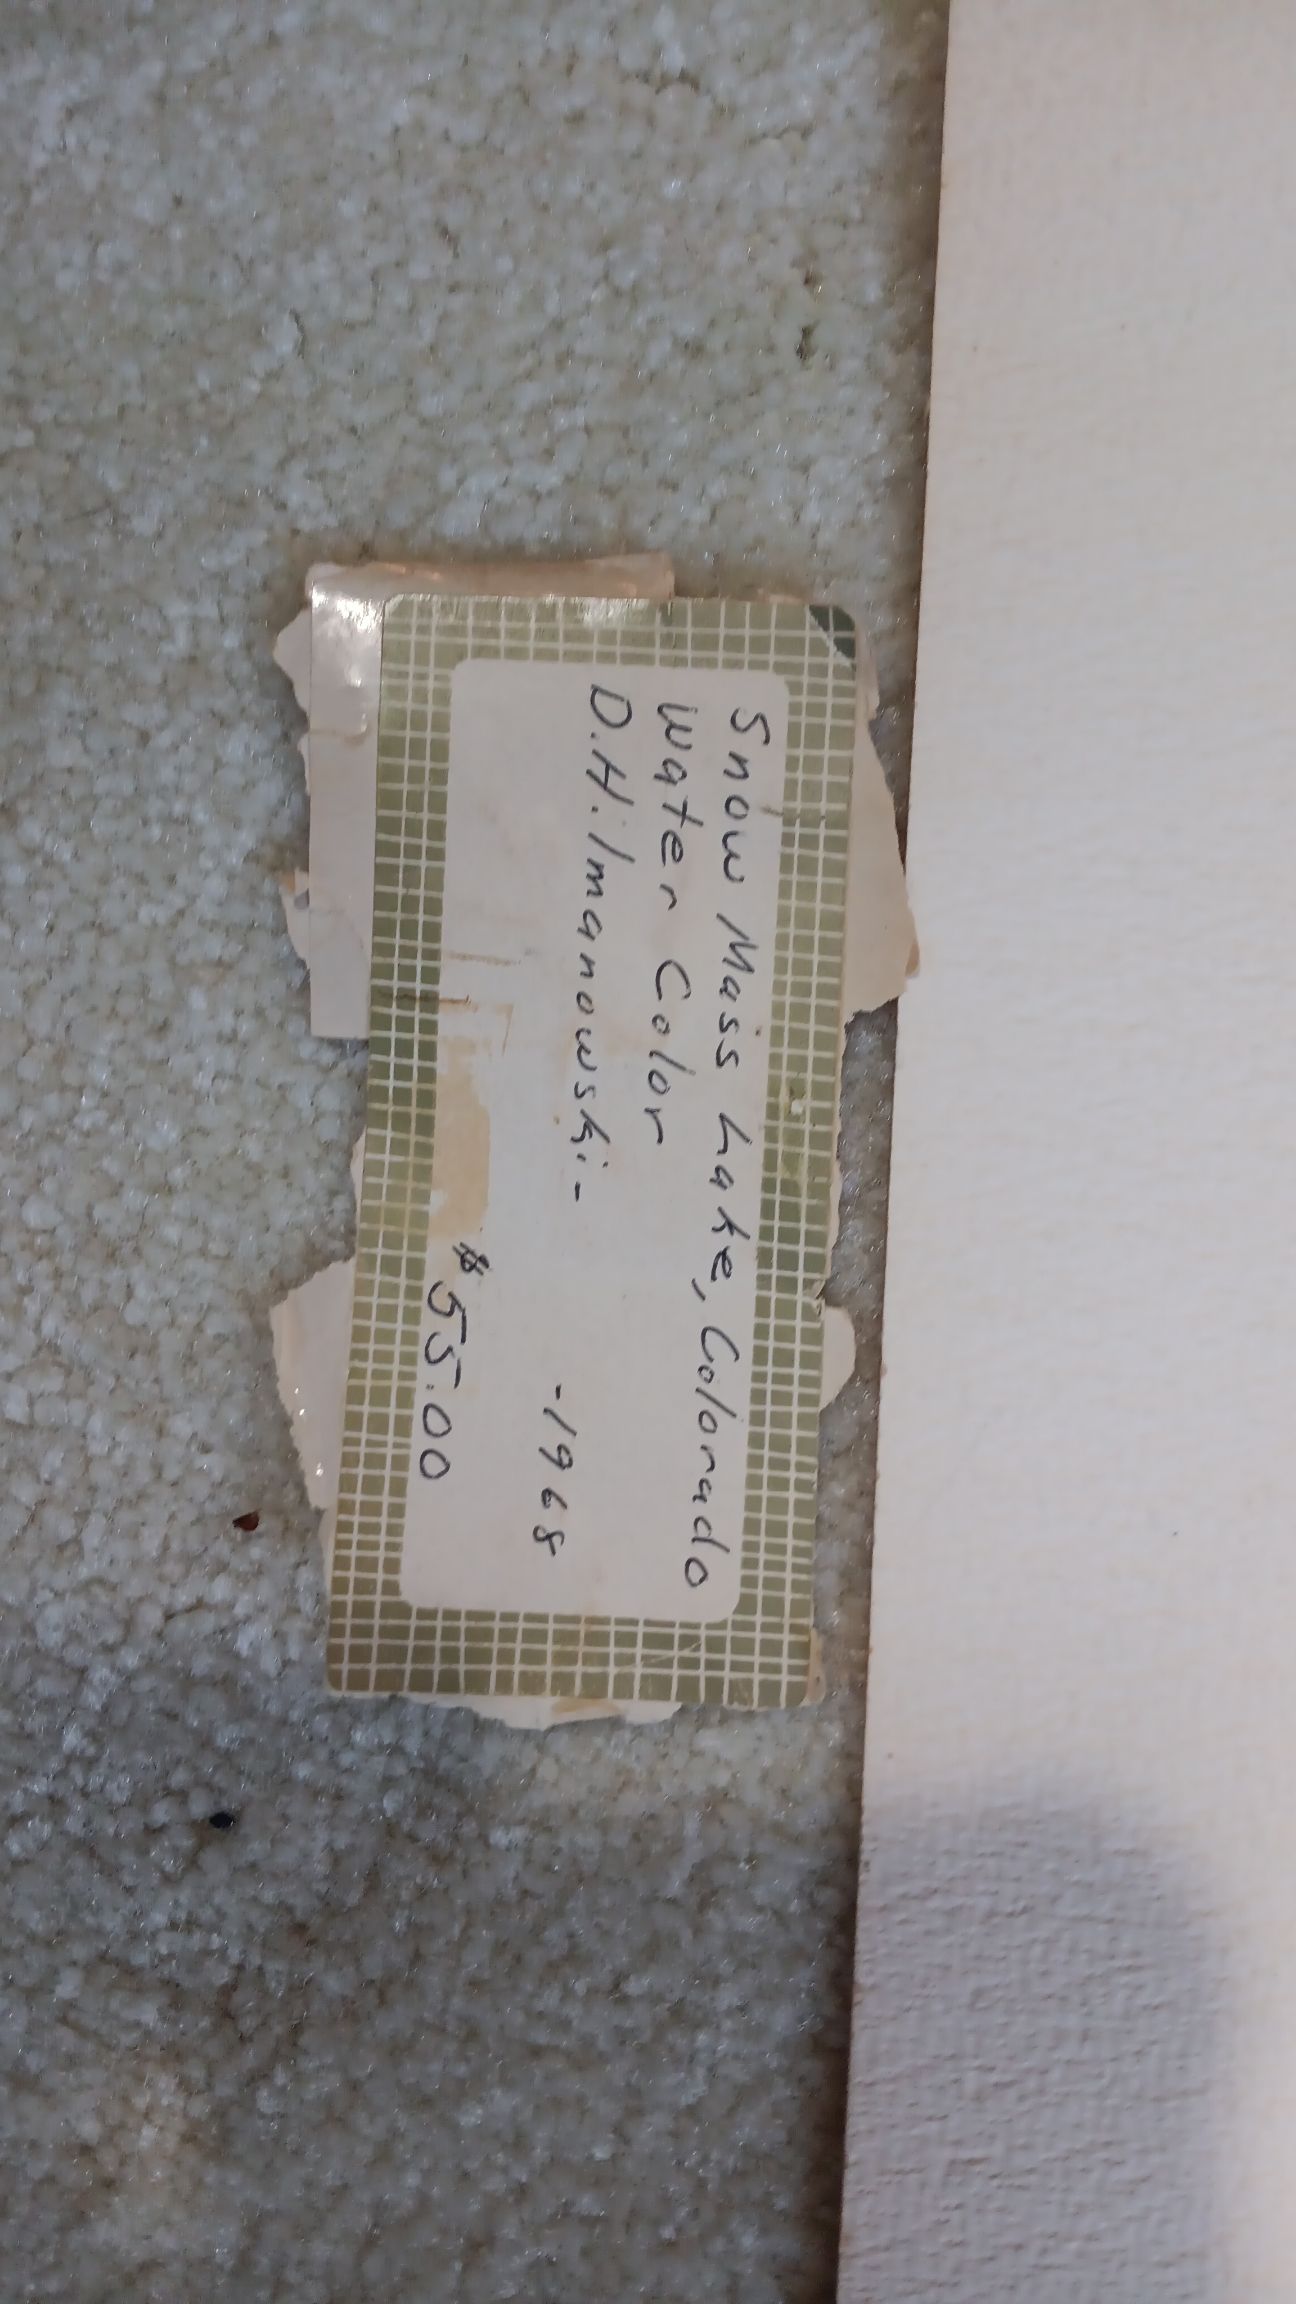 Snow Mass Lake, Colorado
Water Color
D.H. Ilmanowski -
-1968
$55.00